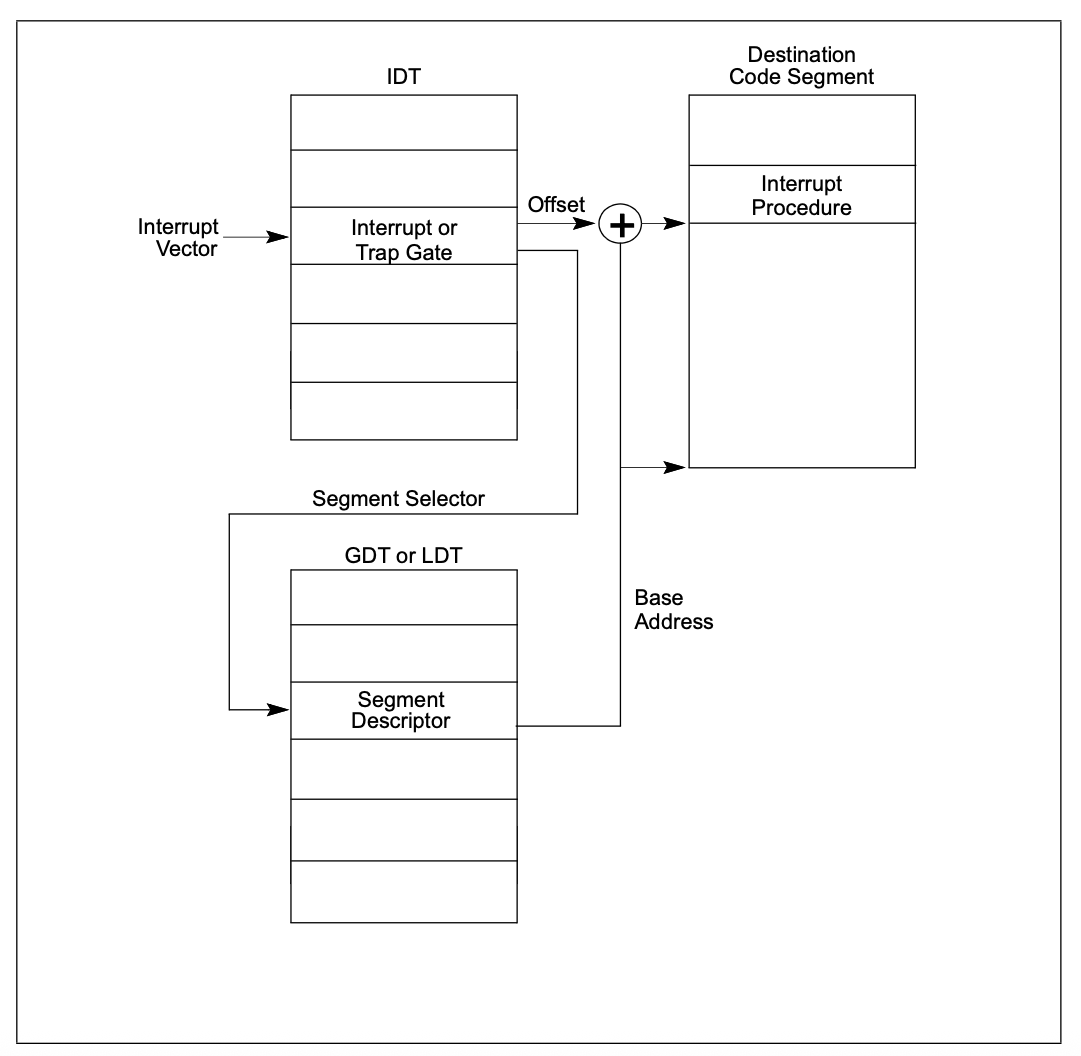 IDT
Destination
Code Segment
Interrupt
Vector
Interrupt or
Trap Gate
Offset
+
Interrupt
Procedure
Segment Selector
GDT or LDT
Segment
Descriptor
Base
Address